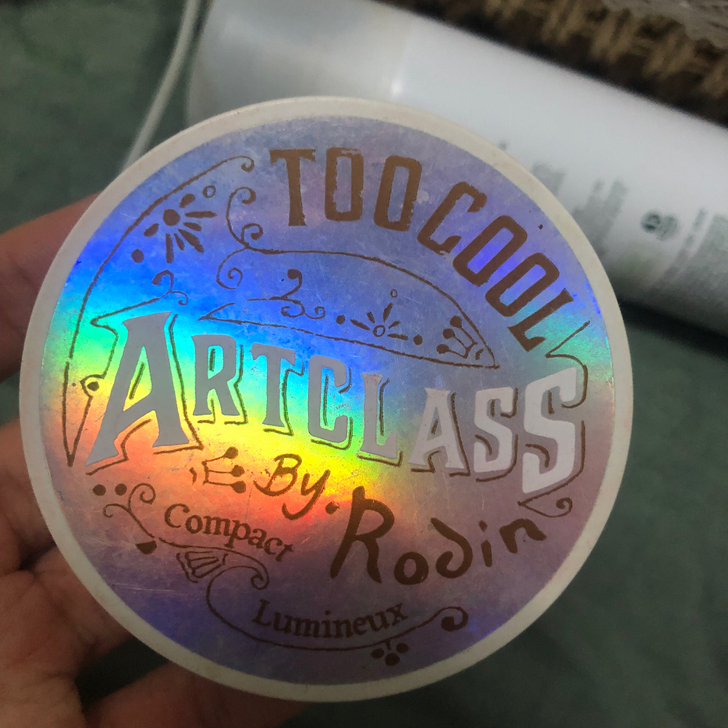 TOOCOOL
ARTCLASS
By. Rodin
Compact
Lumineux